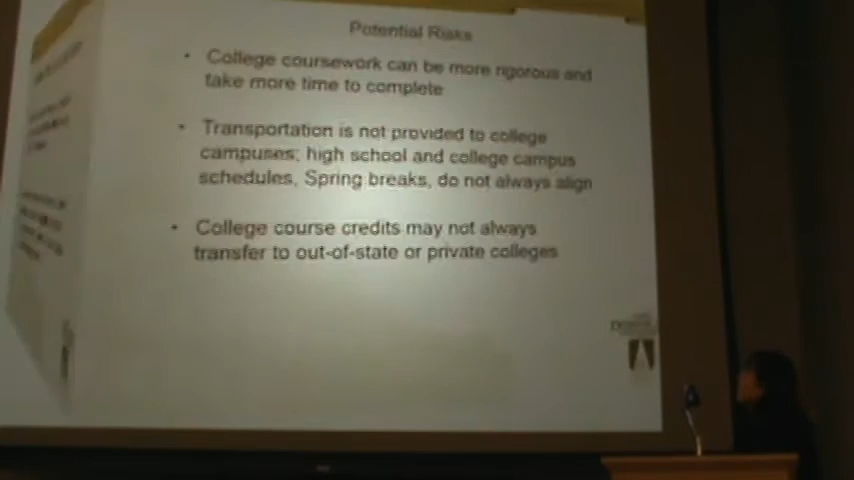 Potential Risks
• College coursework can be more rigorous and
take more time to complete
• Transportation is not provided to college
campuses; high school and college campus
schedules, Spring breaks, do not always align
• College course credits may not always
transfer to out-of-state or private colleges